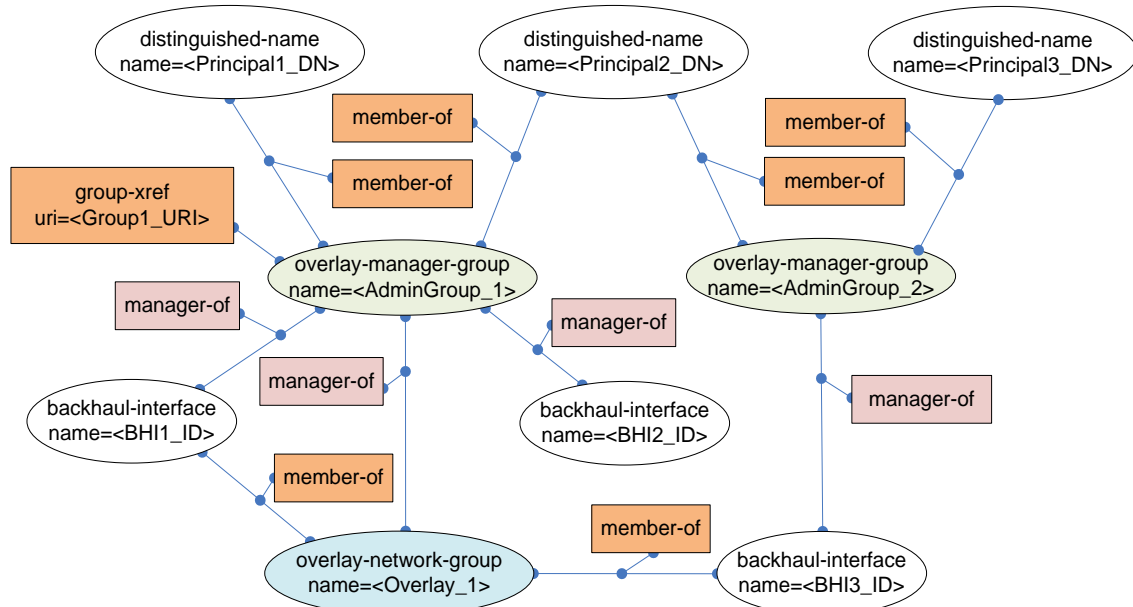 distinguished-name
name=<Principal1_DN>
distinguished-name
name=<Principal2_DN>
distinguished-name
name=<Principal3_DN>
member-of
member-of
member-of
member-of
group-xref
uri=<Group1_URI>
overlay-manager-group
name=<AdminGroup_1>
overlay-manager-group
name=<AdminGroup_2>
manager-of
manager-of
manager-of
manager-of
backhaul-interface
name=<BHI1_ID>
backhaul-interface
name=<BHI2_ID>
member-of
member-of
overlay-network-group
name=<Overlay_1>
backhaul-interface
name=<BHI3_ID>